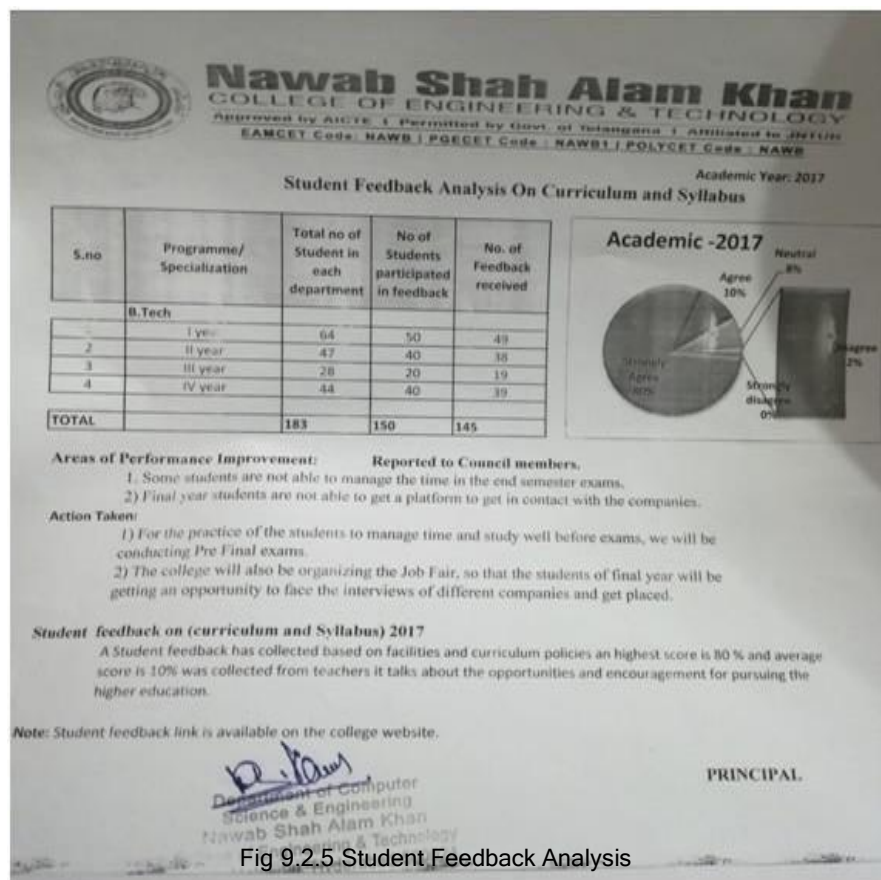 Nawab Shah Alam Khan
COLLEGE OF ENGINEERING & TECHNOLOGY
Approved by AICTE | Permitted by Govt. of Telangana | Affiliated to JNTUH
EAMCET Code: NAWB | PGECET Code : NAWB1 | POLYCET Code : NAWB
Academic Year: 2017
Student Feedback Analysis On Curriculum and Syllabus
S.no Programme/ Specialization Total no of Student in each department No of Students participated in feedback No. of Feedback received
B.Tech
I ye 64 50 49
2 II year 47 40 38
3 III year 28 20 19
4 IV year 44 40 39
TOTAL 183 150 145
Academic -2017
Neutral
8%
Agree
10%
Strongly
Agree
80%
Disagree
2%
Strongly
disagree
0%
Areas of Performance Improvement: Reported to Council members.
1. Some students are not able to manage the time in the end semester exams.
2) Final year students are not able to get a platform to get in contact with the companies.
Action Taken:
1) For the practice of the students to manage time and study well before exams, we will be
conducting Pre Final exams.
2) The college will also be organizing the Job Fair, so that the students of final year will be
getting an opportunity to face the interviews of different companies and get placed.
Student feedback on (curriculum and Syllabus) 2017
A Student feedback has collected based on facilities and curriculum policies an highest score is 80 % and average
score is 10% was collected from teachers it talks about the opportunities and encouragement for pursuing the
higher education.
Note: Student feedback link is available on the college website.
PRINCIPAL
Department of Computer
Science & Engineering
Nawab Shah Alam Khan
Engineering & Technology
Fig 9.2.5 Student Feedback Analysis